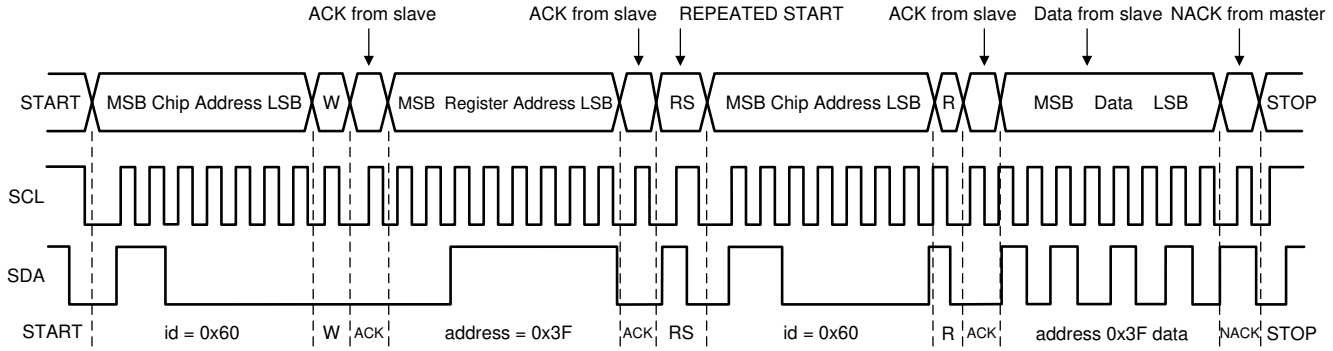 ACK from slave ACK from slave REPEATED START ACK from slave Data from slave NACK from master
START MSB Chip Address LSB W MSB Register Address LSB RS MSB Chip Address LSB R MSB Data LSB STOP
SCL
SDA
START id = 0x60 W ACK address = 0x3F ACK RS id = 0x60 R ACK address 0x3F data NACK STOP